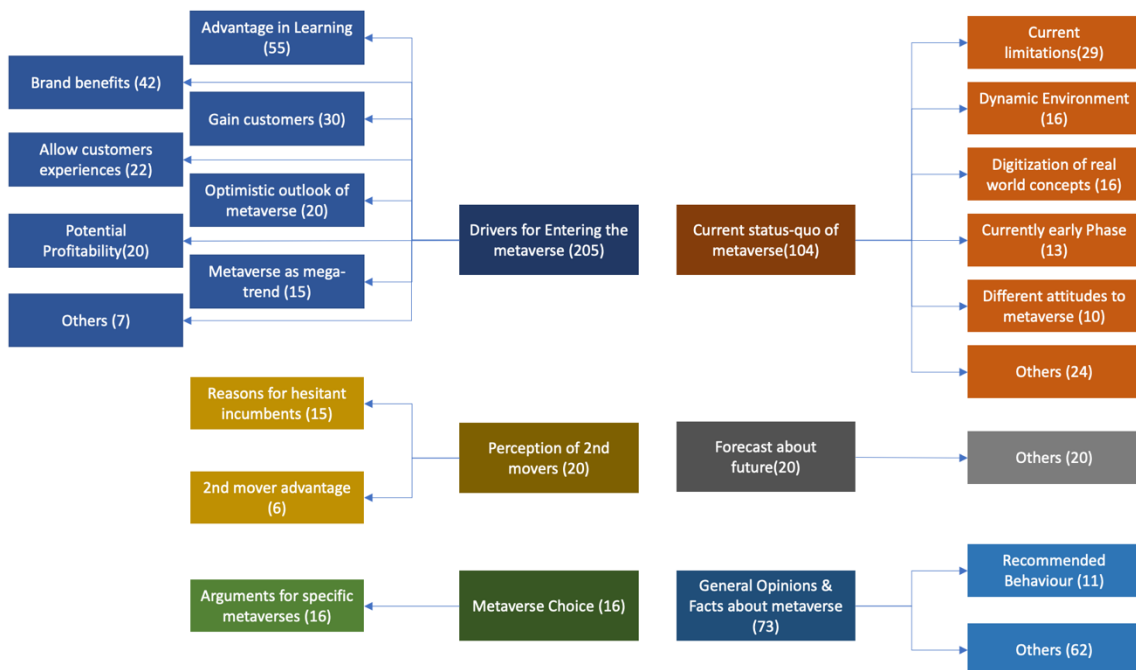 Advantage in Learning
(55)
Brand benefits (42)
Gain customers (30)
Allow customers
experiences (22)
Optimistic outlook of
metaverse (20)
Potential
Profitability(20)
Metaverse as mega-
trend (15)
Others (7)
Drivers for Entering the
metaverse (205)
Current status-quo of
metaverse(104)
Current
limitations(29)
Dynamic Environment
(16)
Digitization of real
world concepts (16)
Currently early Phase
(13)
Different attitudes to
metaverse (10)
Others (24)
Reasons for hesitant
incumbents (15)
2nd mover advantage
(6)
Perception of 2nd
movers (20)
Forecast about
future(20)
Others (20)
Arguments for specific
metaverses (16)
Metaverse Choice (16)
General Opinions &
Facts about metaverse
(73)
Recommended
Behaviour (11)
Others (62)